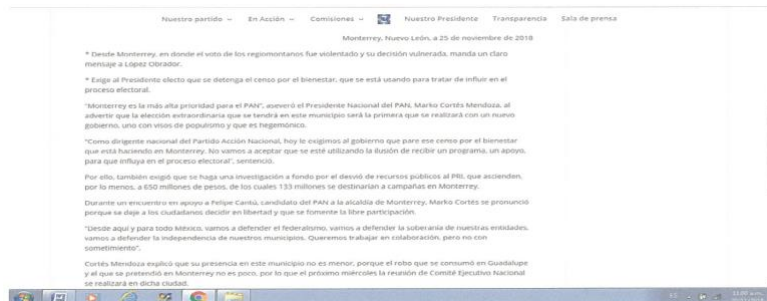 Nuestro partido En Acción Comisiones Nuestro Presidente Transparencia Sala de prensa
Monterrey, Nuevo León, a 25 de noviembre de 2018
* Desde Monterrey, en donde el voto de los regiomontanos fue violentado y su decisión vulnerada, manda un claro
mensaje a López Obrador.
* Exige al Presidente electo que se detenga el censo por el bienestar, que se está usando para tratar de influir en el
proceso electoral.
"Monterrey es la más alta prioridad para el PAN", aseveró el Presidente Nacional del PAN, Marko Cortés Mendoza, al
advertir que la elección extraordinaria que se tendrá en este municipio será la primera que se realizará con un nuevo
gobierno, uno con visos de populismo y que es hegemónico.
"Como dirigente nacional del Partido Acción Nacional, hoy le exigimos al gobierno que pare ese censo por el bienestar
que está haciendo en Monterrey. No vamos a aceptar que se esté utilizando la ilusión de recibir un programa, un apoyo,
para que influya en el proceso electoral", sentenció.
Por ello, también exigió que se haga una investigación a fondo por el desvío de recursos públicos al PRI, que ascienden,
por lo menos, a 650 millones de pesos, de los cuales 133 millones se destinarían a campañas en Monterrey.
Durante un encuentro en apoyo a Felipe Cantú, candidato del PAN a la alcaldía de Monterrey, Marko Cortés se pronunció
porque se deje a los ciudadanos decidir en libertad y que se fomente la libre participación.
"Desde aquí y para todo México, vamos a defender el federalismo, vamos a defender la soberanía de nuestras entidades,
vamos a defender la independencia de nuestros municipios. Queremos trabajar en colaboración, pero no con
sometimiento".
Cortés Mendoza explicó que su presencia en este municipio no es menor, porque el robo que se consumó en Guadalupe
y el que se pretendió en Monterrey no es poco, por lo que el próximo miércoles la reunión de Comité Ejecutivo Nacional
se realizará en dicha ciudad.